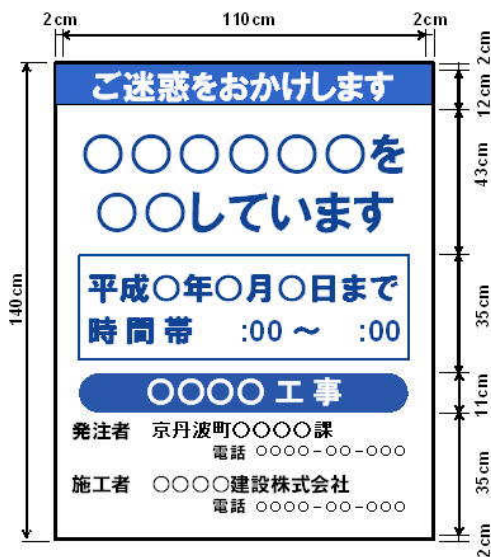 2cm 110cm 2cm
2cm
12cm
43cm
35cm
11cm
35cm
2cm
140cm
ご迷惑をおかけします
○○○○○○を
○○しています
平成○年○月○日まで
時間帯 :00～ :00
○○○○工事
発注者 京丹波町○○○○課
電話 ○○○○-○○-○○○
施工者 ○○○○建設株式会社
電話 ○○○○-○○-○○○